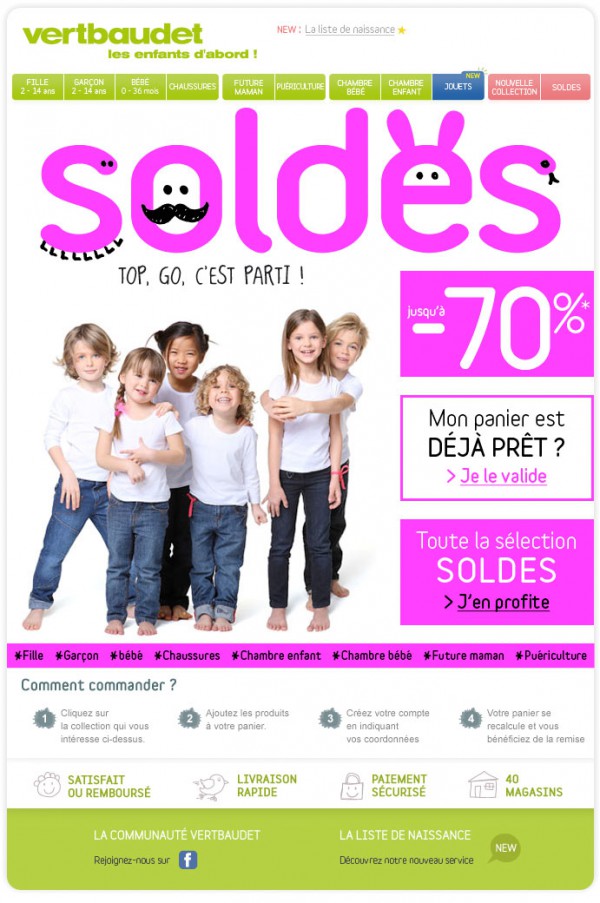 vertbaudet
les enfants d'abord !
NEW : La liste de naissance
FILLE
2 - 14 ans
GARÇON
2 - 14 ans
BÉBÉ
0 - 36 mois
CHAUSSURES
FUTURE
MAMAN
PUÉRICULTURE
CHAMBRE
BÉBÉ
CHAMBRE
ENFANT
NEW
JOUETS
NOUVELLE
COLLECTION
SOLDES
soldes
TOP, GO, C'EST PARTI !
jusqu'à
-70%*
Mon panier est
DÉJÀ PRÊT ?
> Je le valide
Toute la sélection
SOLDES
> J'en profite
*Fille *Garçon *bébé *Chaussures *Chambre enfant *Chambre bébé *Future maman *Puériculture
Comment commander ?
1 Cliquez sur
la collection qui vous
intéresse ci-dessus.
2 Ajoutez les produits
à votre panier.
3 Créez votre compte
en indiquant
vos coordonnées
4 Votre panier se
recalcule et vous
bénéficiez de la remise
SATISFAIT
OU REMBOURSÉ
LIVRAISON
RAPIDE
PAIEMENT
SÉCURISÉ
40
MAGASINS
LA COMMUNAUTÉ VERTBAUDET
Rejoignez-nous sur f
LA LISTE DE NAISSANCE
Découvrez notre nouveau service
NEW